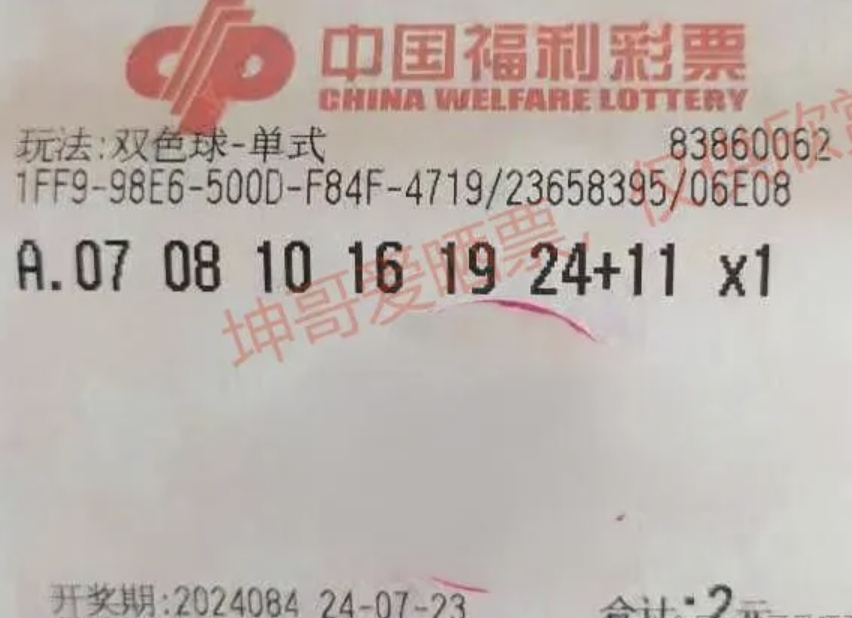 中国福利彩票
CHINA WELFARE LOTTERY
玩法:双色球-单式 83860062
1FF9-98E6-500D-F84F-4719/23658395/06E08
A.07 08 10 16 19 24+11 x1
坤哥爱晒票,
开奖期:2024084 24-07-23 合计:2元